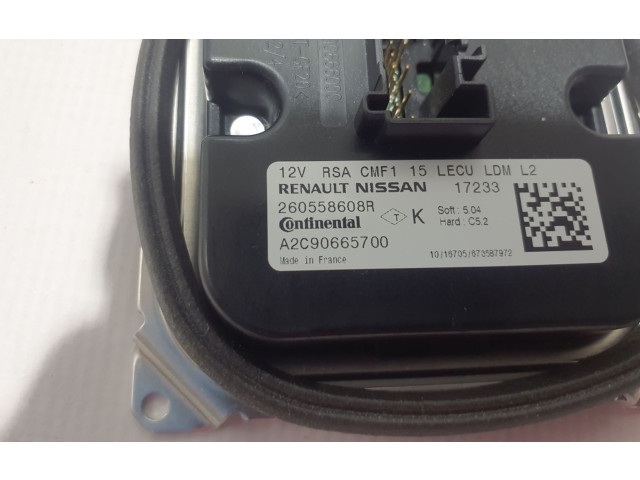 12V RSA CMF1 15 LECU LDM L2
RENAULT NISSAN 17233
260558608R
Continental T K Soft : 5.04
Hard : C5.2
A2C90665700
Made in France 10/16705/673587972